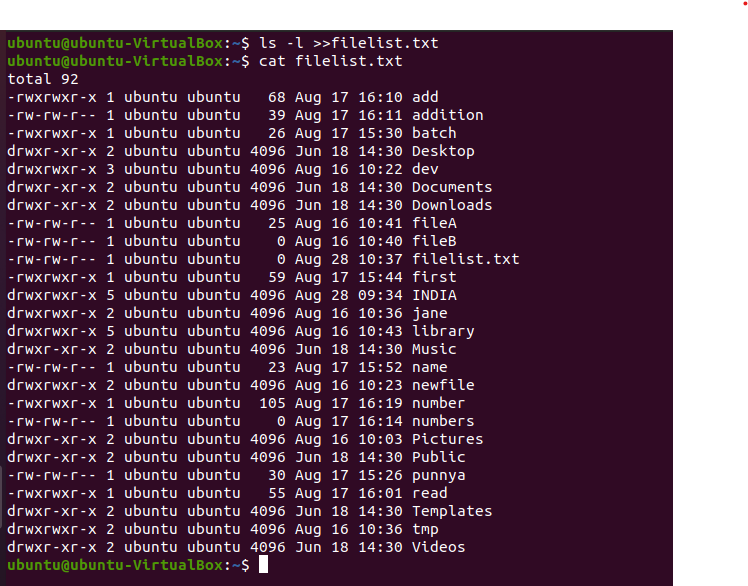 ubuntu@ubuntu-VirtualBox:~$ ls -l >>filelist.txt
ubuntu@ubuntu-VirtualBox:~$ cat filelist.txt
total 92
-rwxrwxr-x 1 ubuntu ubuntu   68 Aug 17 16:10 add
-rw-rw-r-- 1 ubuntu ubuntu   39 Aug 17 16:11 addition
-rwxrwxr-x 1 ubuntu ubuntu   26 Aug 17 15:30 batch
drwxr-xr-x 2 ubuntu ubuntu 4096 Jun 18 14:30 Desktop
drwxrwxr-x 3 ubuntu ubuntu 4096 Aug 16 10:22 dev
drwxr-xr-x 2 ubuntu ubuntu 4096 Jun 18 14:30 Documents
drwxr-xr-x 2 ubuntu ubuntu 4096 Jun 18 14:30 Downloads
-rw-rw-r-- 1 ubuntu ubuntu   25 Aug 16 10:41 fileA
-rw-rw-r-- 1 ubuntu ubuntu    0 Aug 16 10:40 fileB
-rw-rw-r-- 1 ubuntu ubuntu    0 Aug 28 10:37 filelist.txt
-rwxrwxr-x 1 ubuntu ubuntu   59 Aug 17 15:44 first
drwxrwxr-x 5 ubuntu ubuntu 4096 Aug 28 09:34 INDIA
drwxrwxr-x 2 ubuntu ubuntu 4096 Aug 16 10:36 jane
drwxrwxr-x 5 ubuntu ubuntu 4096 Aug 16 10:43 library
drwxr-xr-x 2 ubuntu ubuntu 4096 Jun 18 14:30 Music
-rw-rw-r-- 1 ubuntu ubuntu   23 Aug 17 15:52 name
drwxrwxr-x 2 ubuntu ubuntu 4096 Aug 16 10:23 newfile
-rwxrwxr-x 1 ubuntu ubuntu  105 Aug 17 16:19 number
-rw-rw-r-- 1 ubuntu ubuntu    0 Aug 17 16:14 numbers
drwxr-xr-x 2 ubuntu ubuntu 4096 Aug 16 10:03 Pictures
drwxr-xr-x 2 ubuntu ubuntu 4096 Jun 18 14:30 Public
-rw-rw-r-- 1 ubuntu ubuntu   30 Aug 17 15:26 punnya
-rwxrwxr-x 1 ubuntu ubuntu   55 Aug 17 16:01 read
drwxr-xr-x 2 ubuntu ubuntu 4096 Jun 18 14:30 Templates
drwxrwxr-x 2 ubuntu ubuntu 4096 Aug 16 10:36 tmp
drwxr-xr-x 2 ubuntu ubuntu 4096 Jun 18 14:30 Videos
ubuntu@ubuntu-VirtualBox:~$